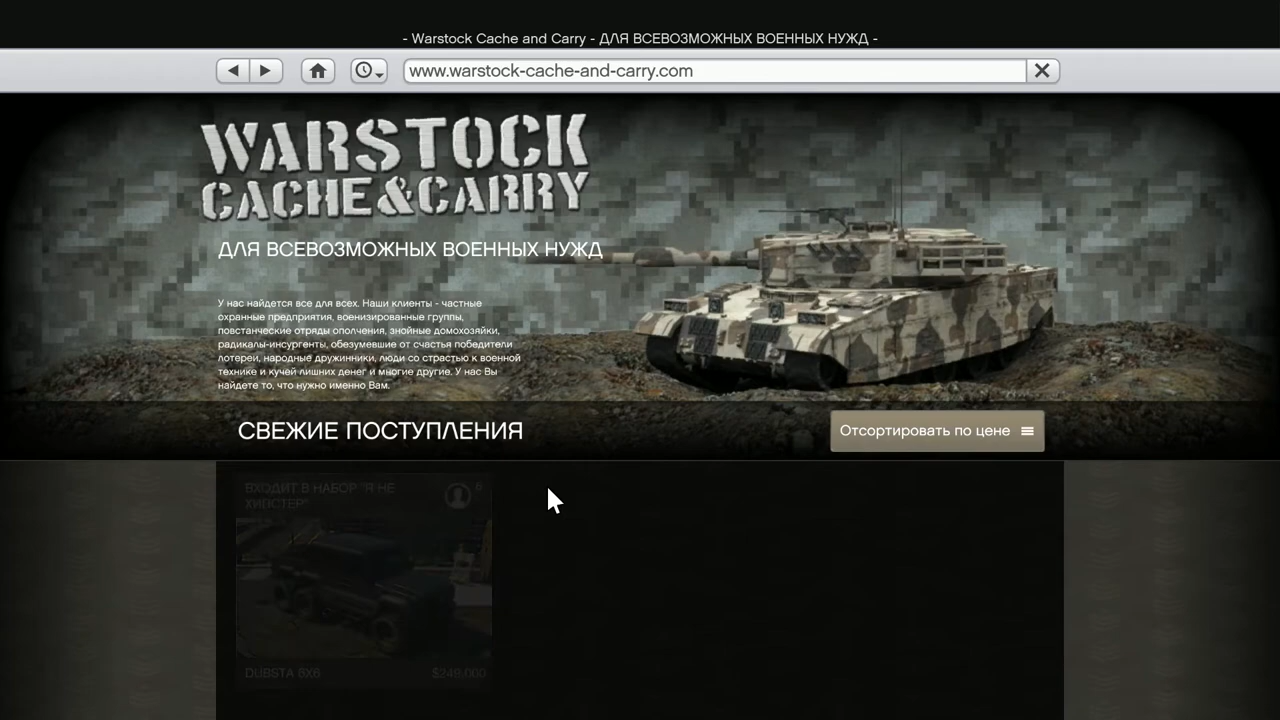 - Warstock Cache and Carry - ДЛЯ ВСЕВОЗМОЖНЫХ ВОЕННЫХ НУЖД -
www.warstock-cache-and-carry.com
WARSTOCK
CACHE&CARRY
ДЛЯ ВСЕВОЗМОЖНЫХ ВОЕННЫХ НУЖД
У нас найдется все для всех. Наши клиенты - частные
охранные предприятия, военизированные группы,
повстанческие отряды ополчения, знойные домохозяйки,
радикалы-инсургенты, обезумевшие от счастья победители
лотереи, народные дружинники, люди со страстью к военной
технике и кучей лишних денег и многие другие. У нас Вы
найдете то, что нужно именно Вам.
СВЕЖИЕ ПОСТУПЛЕНИЯ
Отсортировать по цене
ВХОДИТ В НАБОР "Я НЕ
ХИПСТЕР"
6
DUBSTA 6X6
$249.000